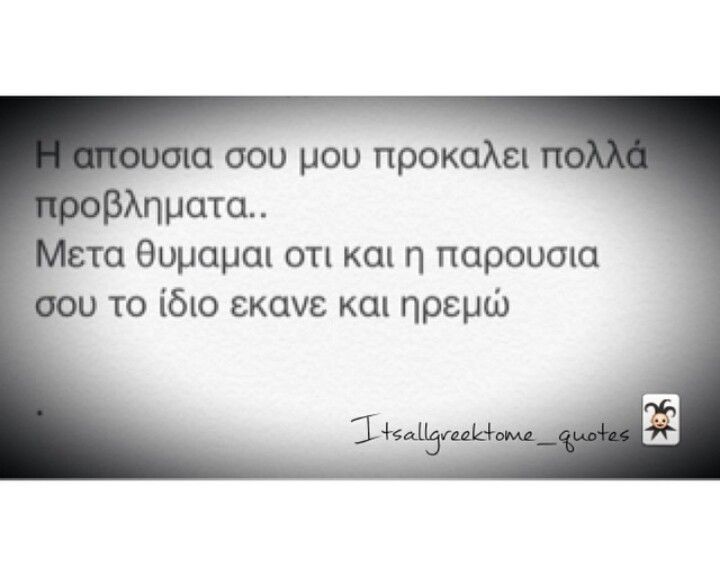 Η απουσια σου μου προκαλει πολλά
προβληματα..
Μετα θυμαμαι οτι και η παρουσια
σου το ίδιο εκανε και ηρεμώ
.
Itsallgreektome_quotes